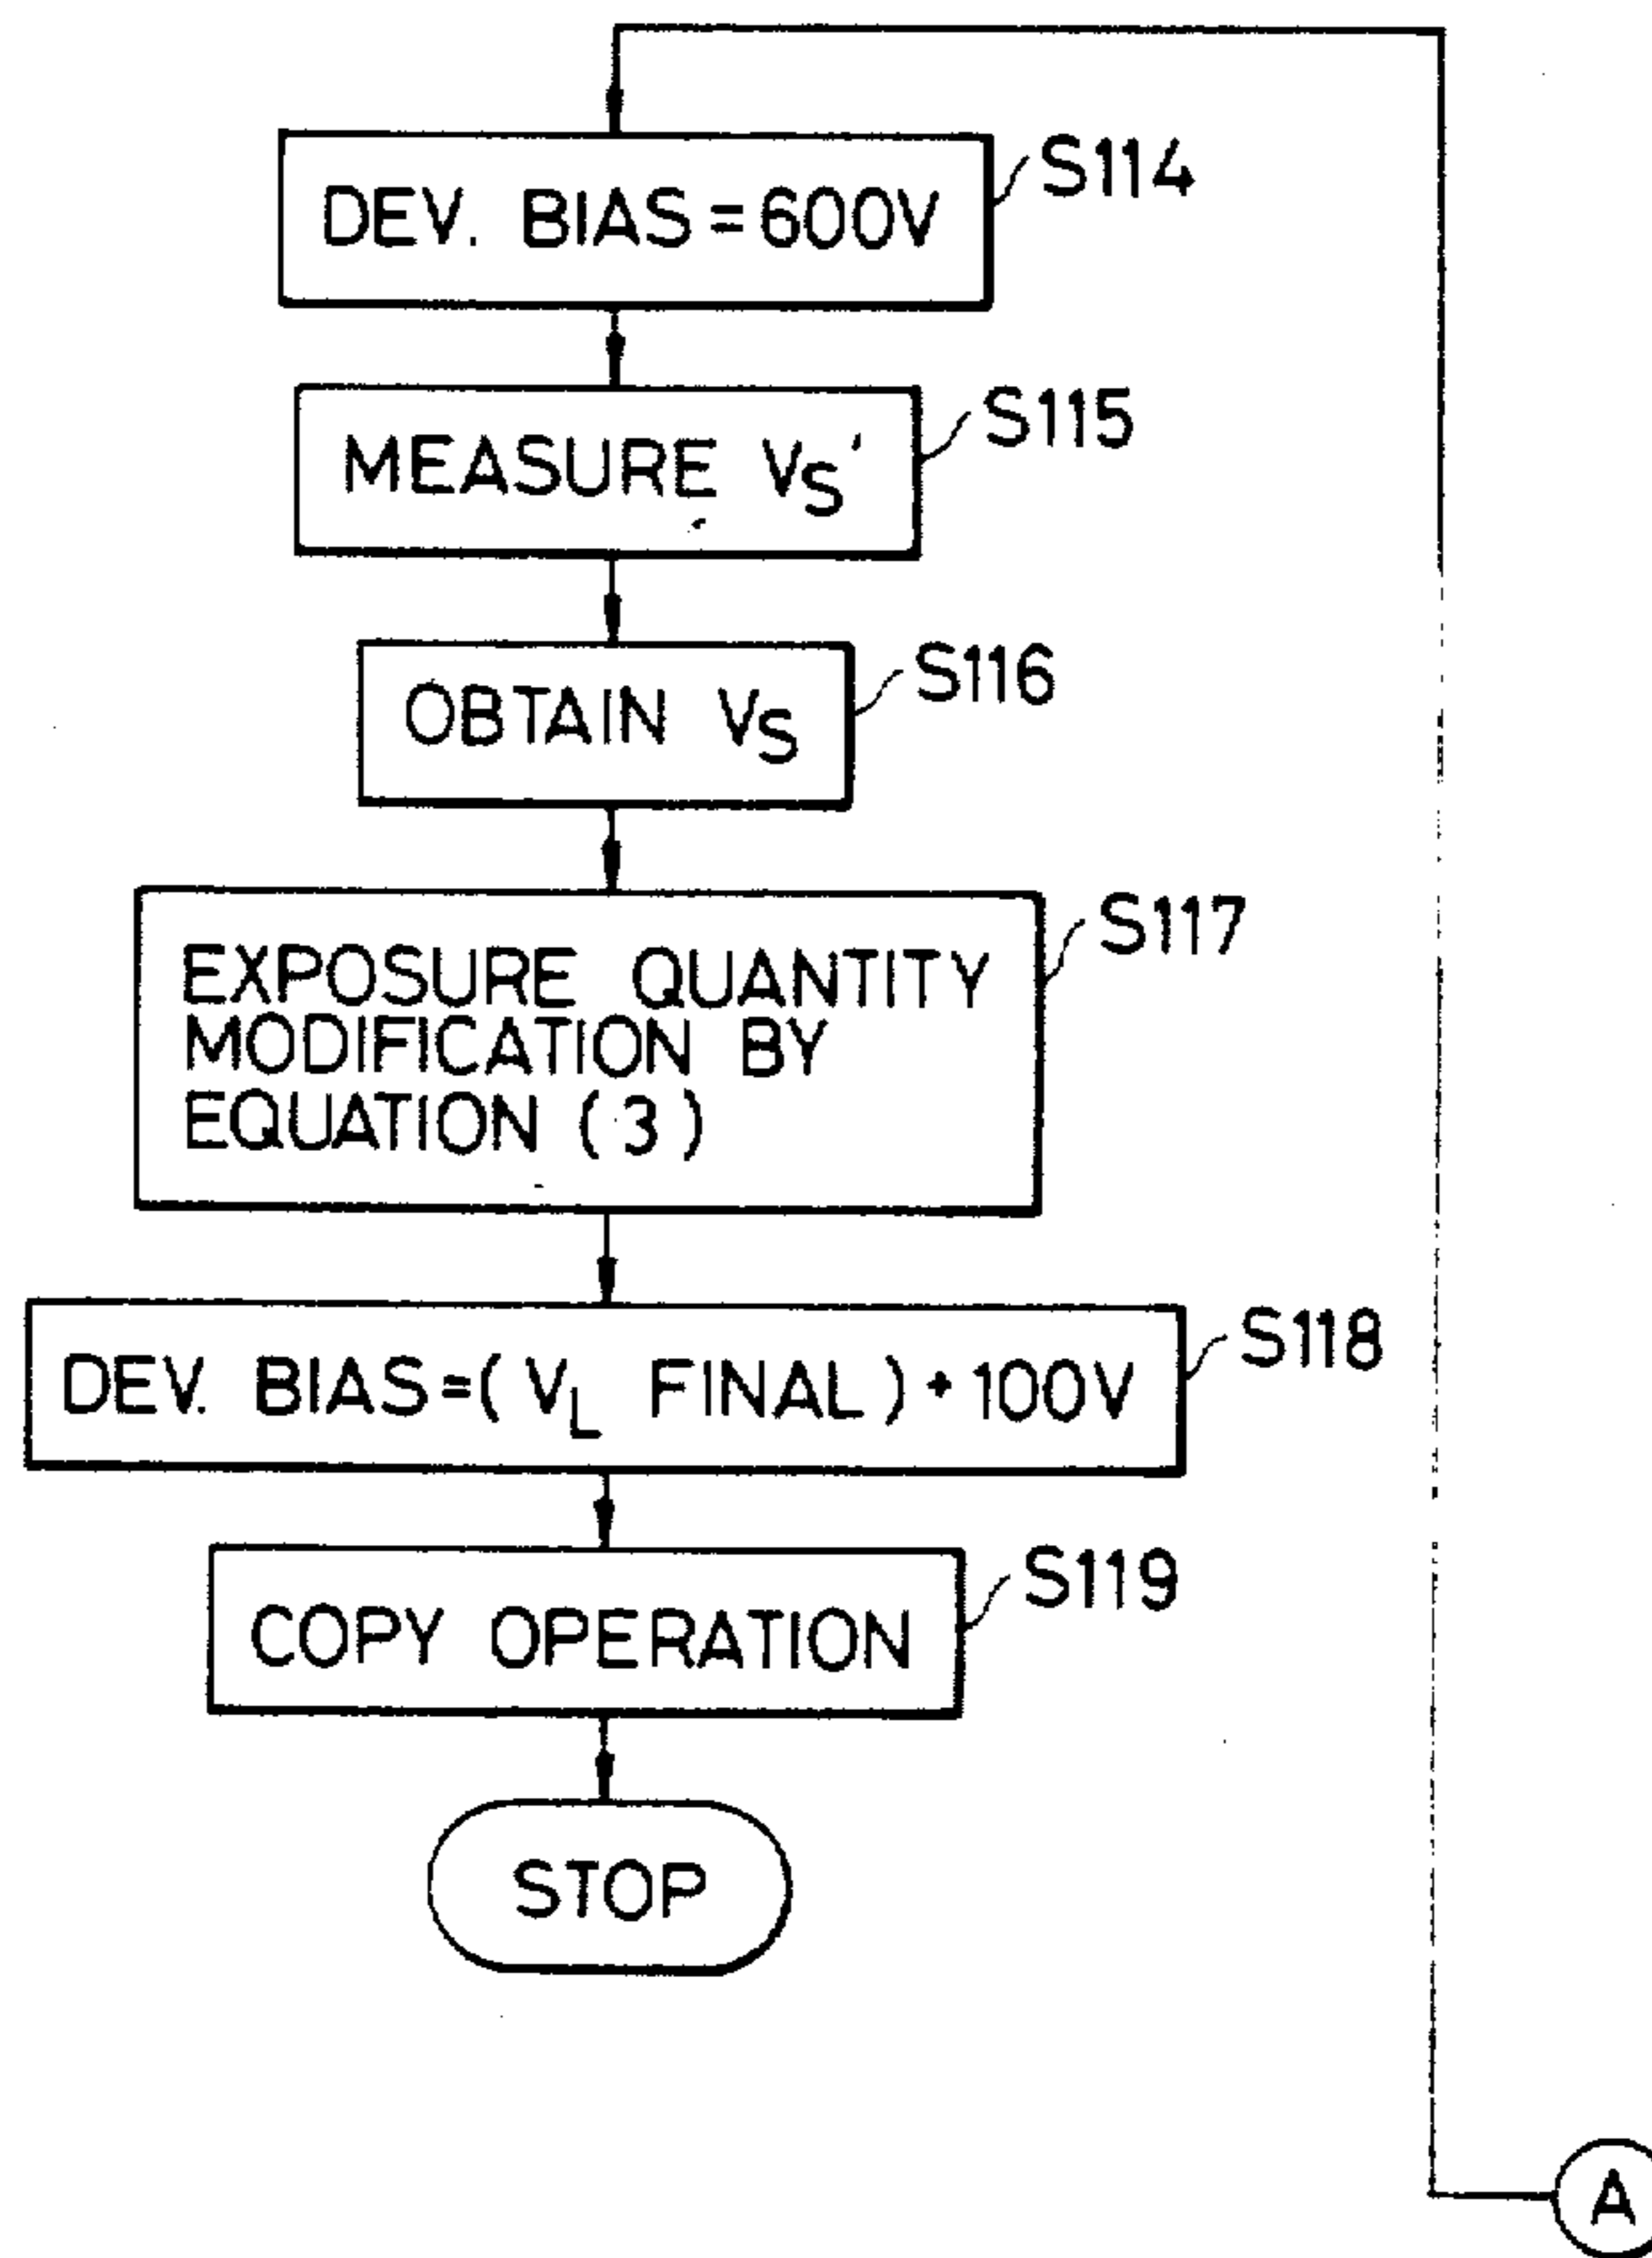 S114
DEV. BIAS=600V
S115
MEASURE VS'
S116
OBTAIN VS
S117
EXPOSURE QUANTITY
MODIFICATION BY
EQUATION (3)
S118
DEV. BIAS=(VL FINAL)+100V
S119
COPY OPERATION
STOP
A